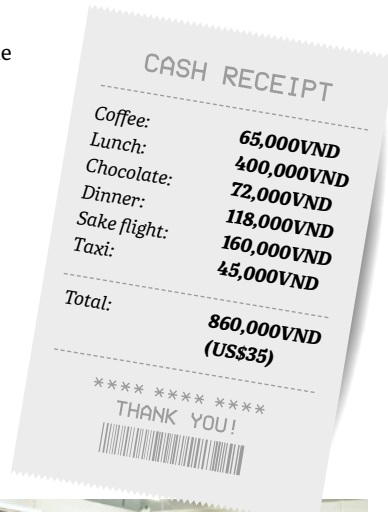 e
CASH RECEIPT
Coffee: 65,000VND
Lunch: 400,000VND
Chocolate: 72,000VND
Dinner: 118,000VND
Sake flight: 160,000VND
Taxi: 45,000VND
Total: 860,000VND
(US$35)
**** **** ****
THANK YOU!